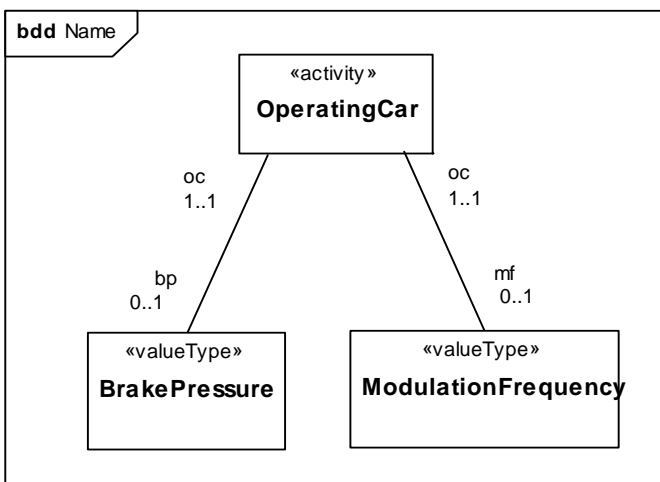 bdd Name
«activity»
OperatingCar
oc
1..1
oc
1..1
bp
0..1
mf
0..1
«valueType»
BrakePressure
«valueType»
ModulationFrequency